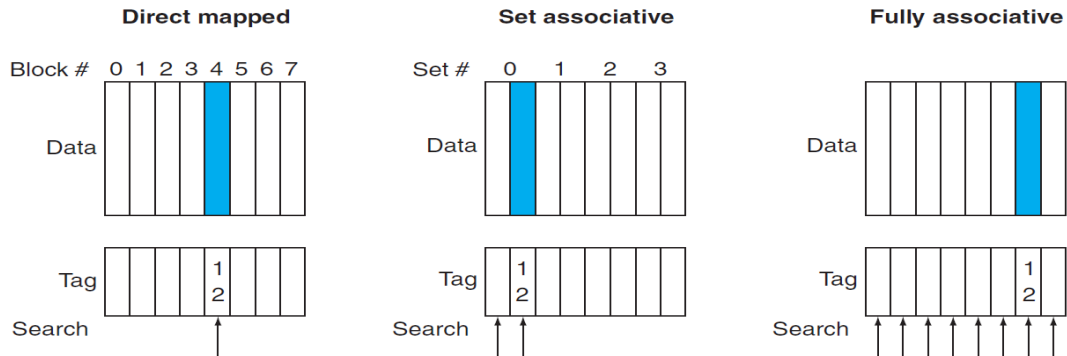 Direct mapped
Set associative
Fully associative
Block # 0 1 2 3 4 5 6 7
Set # 0 1 2 3
Data
Data
Data
Tag
1
2
Tag
1
2
Tag
1
2
Search
Search
Search